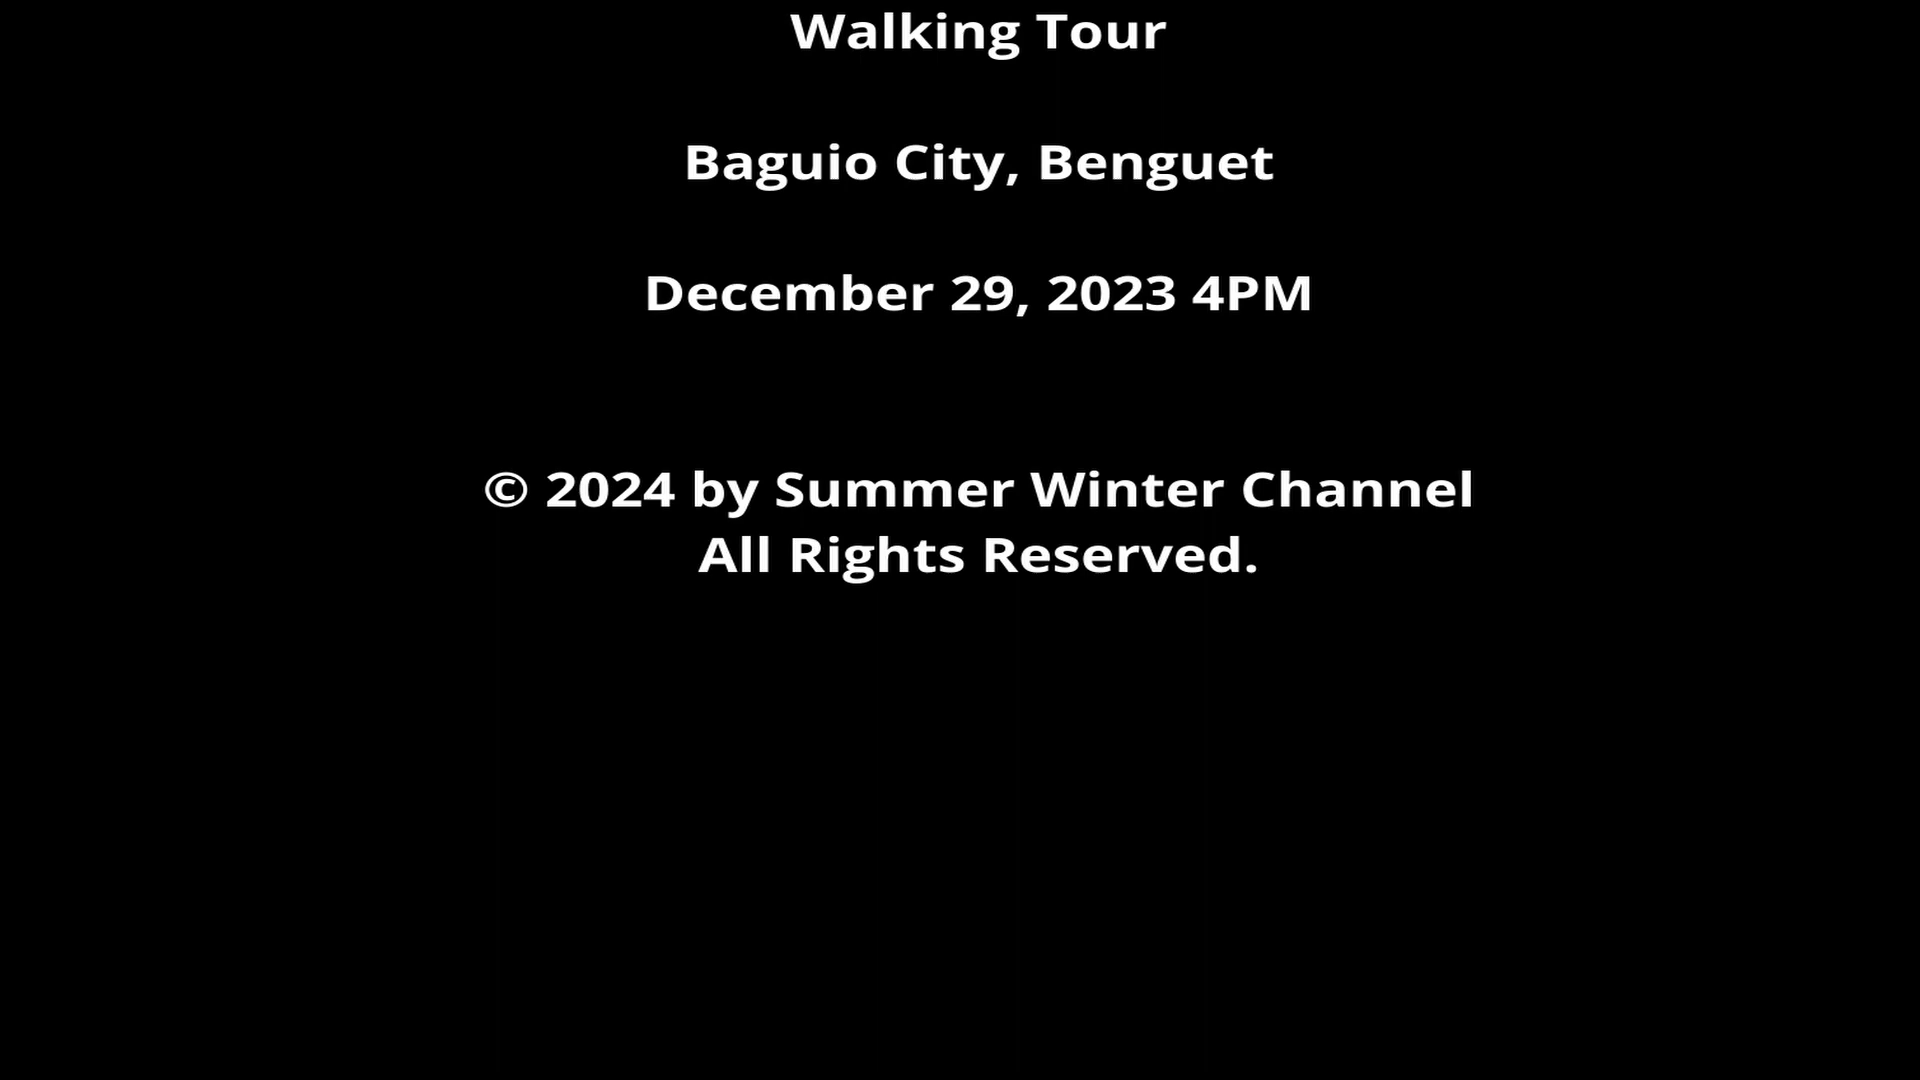 Walking Tour
Baguio City, Benguet
December 29, 2023 4PM
© 2024 by Summer Winter Channel
All Rights Reserved.